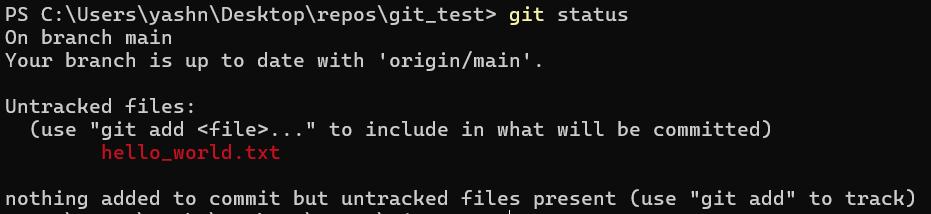 PS C:\Users\yashn\Desktop\repos\git_test> git status
On branch main
Your branch is up to date with 'origin/main'.
Untracked files:
(use "git add <file>..." to include in what will be committed)
hello_world.txt
nothing added to commit but untracked files present (use "git add" to track)